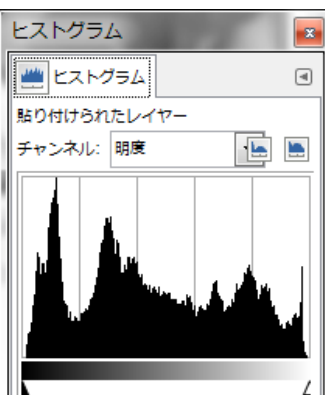 ヒストグラム
ヒストグラム
貼り付けられたレイヤー
チャンネル: 明度